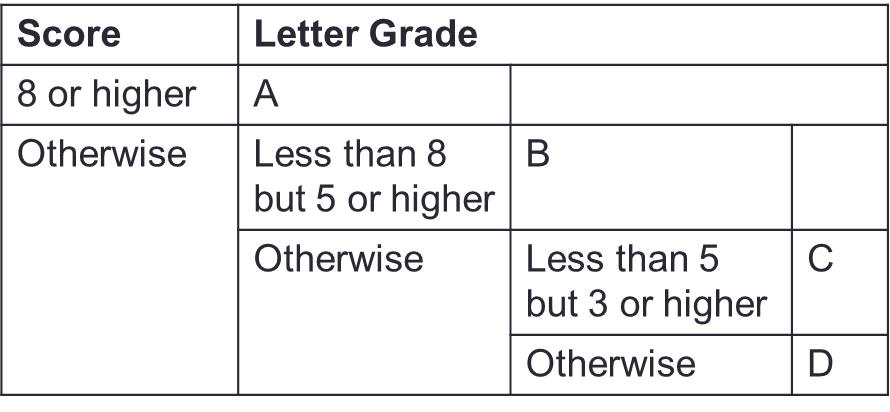 Score Letter Grade
8 or higher A
Otherwise Less than 8 B
but 5 or higher
Otherwise Less than 5 C
but 3 or higher
Otherwise D